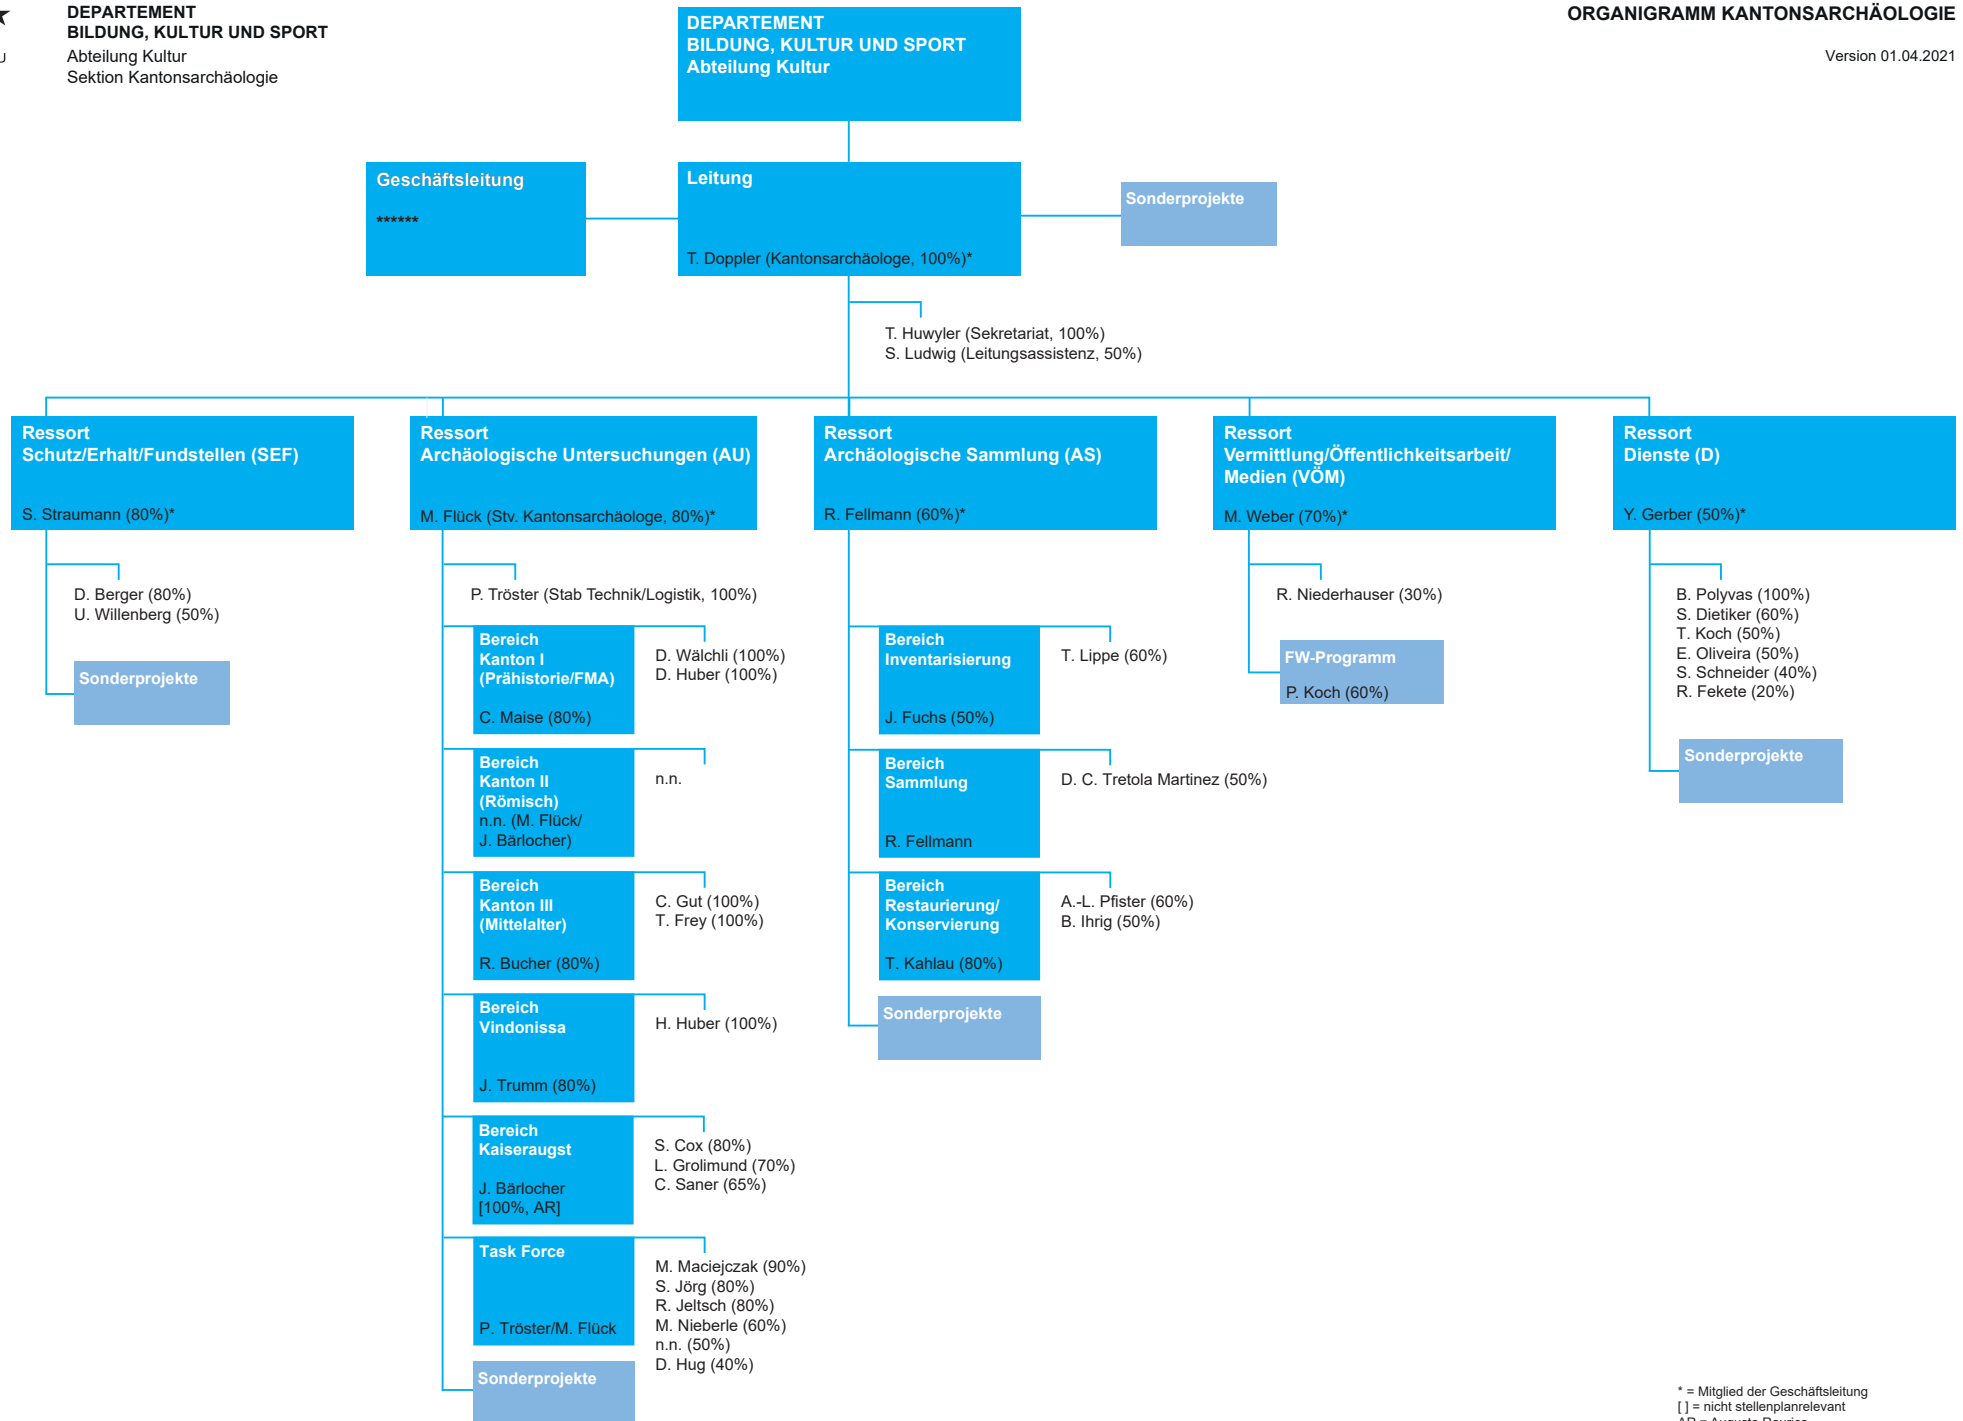 DEPARTEMENT
BILDUNG, KULTUR UND SPORT
Abteilung Kultur
Sektion Kantonsarchäologie
DEPARTEMENT
BILDUNG, KULTUR UND SPORT
Abteilung Kultur
ORGANIGRAMM KANTONSARCHÄOLOGIE
Version 01.04.2021
Geschäftsleitung
******
Leitung
T. Doppler (Kantonsarchäologe, 100%)*
Sonderprojekte
T. Huwyler (Sekretariat, 100%)
S. Ludwig (Leitungsassistenz, 50%)
Ressort
Schutz/Erhalt/Fundstellen (SEF)
S. Straumann (80%)*
D. Berger (80%)
U. Willenberg (50%)
Sonderprojekte
Ressort
Archäologische Untersuchungen (AU)
M. Flück (Stv. Kantonsarchäologe, 80%)*
P. Tröster (Stab Technik/Logistik, 100%)
Bereich
Kanton I
(Prähistorie/FMA)
C. Maise (80%)
D. Wälchli (100%)
D. Huber (100%)
Bereich
Kanton II
(Römisch)
n.n. (M. Flück/
J. Bärlocher)
n.n.
Bereich
Kanton III
(Mittelalter)
R. Bucher (80%)
C. Gut (100%)
T. Frey (100%)
Bereich
Vindonissa
J. Trumm (80%)
H. Huber (100%)
Bereich
Kaiseraugst
J. Bärlocher
[100%, AR]
S. Cox (80%)
L. Grolimund (70%)
C. Saner (65%)
Task Force
P. Tröster/M. Flück
M. Maciejczak (90%)
S. Jörg (80%)
R. Jeltsch (80%)
M. Nieberle (60%)
n.n. (50%)
D. Hug (40%)
Sonderprojekte
Ressort
Archäologische Sammlung (AS)
R. Fellmann (60%)*
Bereich
Inventarisierung
J. Fuchs (50%)
T. Lippe (60%)
Bereich
Sammlung
R. Fellmann
D. C. Tretola Martinez (50%)
Bereich
Restaurierung/
Konservierung
T. Kahlau (80%)
A.-L. Pfister (60%)
B. Ihrig (50%)
Sonderprojekte
Ressort
Vermittlung/Öffentlichkeitsarbeit/
Medien (VÖM)
M. Weber (70%)*
R. Niederhauser (30%)
FW-Programm
P. Koch (60%)
Ressort
Dienste (D)
Y. Gerber (50%)*
B. Polyvas (100%)
S. Dietiker (60%)
T. Koch (50%)
E. Oliveira (50%)
S. Schneider (40%)
R. Fekete (20%)
Sonderprojekte
* = Mitglied der Geschäftsleitung
[ ] = nicht stellenplanrelevant